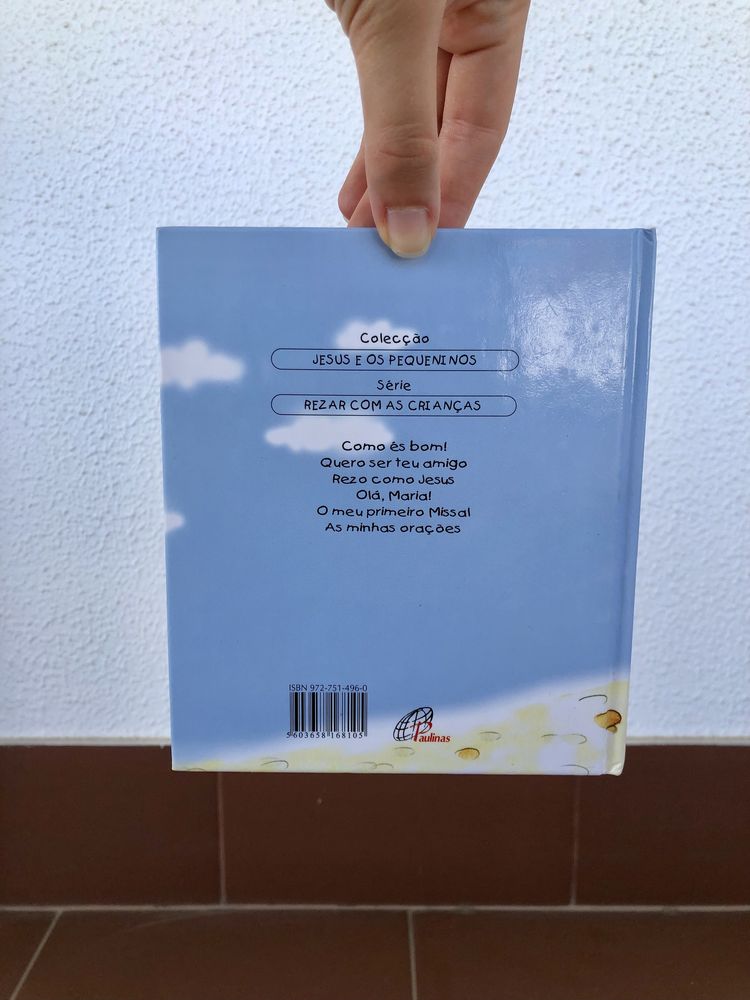 Colecção
JESUS E OS PEQUENINOS
Série
REZAR COM AS CRIANÇAS
Como és bom!
Quero ser teu amigo
Rezo como Jesus
Olá, Maria!
O meu primeiro Missal
As minhas orações
ISBN 972-751-496-0
5603658168105
Paulinas